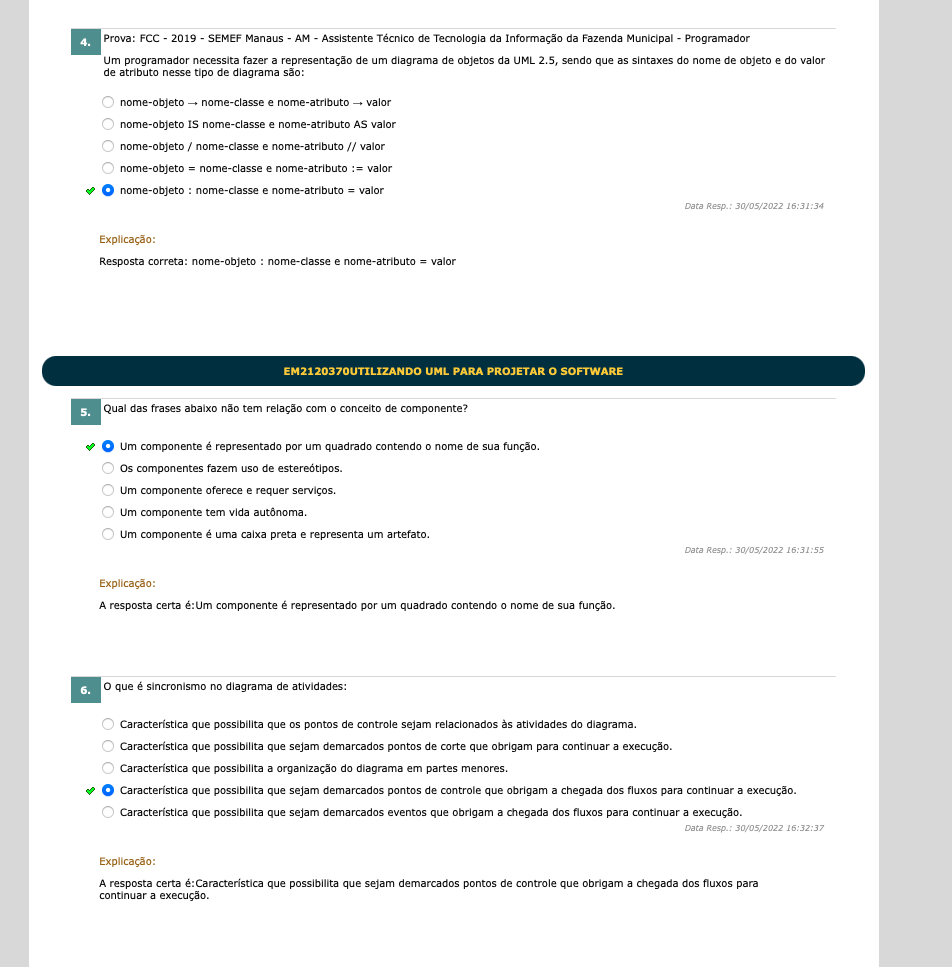 4.
Prova: FCC - 2019 - SEMEF Manaus - AM - Assistente Técnico de Tecnologia da Informação da Fazenda Municipal - Programador
Um programador necessita fazer a representação de um diagrama de objetos da UML 2.5, sendo que as sintaxes do nome de objeto e do valor
de atributo nesse tipo de diagrama são:
nome-objeto → nome-classe e nome-atributo → valor
nome-objeto IS nome-classe e nome-atributo AS valor
nome-objeto / nome-classe e nome-atributo // valor
nome-objeto = nome-classe e nome-atributo := valor
nome-objeto : nome-classe e nome-atributo = valor
Data Resp.: 30/05/2022 16:31:34
Explicação:
Resposta correta: nome-objeto : nome-classe e nome-atributo = valor
EM2120370UTILIZANDO UML PARA PROJETAR O SOFTWARE
5.
Qual das frases abaixo não tem relação com o conceito de componente?
Um componente é representado por um quadrado contendo o nome de sua função.
Os componentes fazem uso de estereótipos.
Um componente oferece e requer serviços.
Um componente tem vida autônoma.
Um componente é uma caixa preta e representa um artefato.
Data Resp.: 30/05/2022 16:31:55
Explicação:
A resposta certa é:Um componente é representado por um quadrado contendo o nome de sua função.
6.
O que é sincronismo no diagrama de atividades:
Característica que possibilita que os pontos de controle sejam relacionados às atividades do diagrama.
Característica que possibilita que sejam demarcados pontos de corte que obrigam para continuar a execução.
Característica que possibilita a organização do diagrama em partes menores.
Característica que possibilita que sejam demarcados pontos de controle que obrigam a chegada dos fluxos para continuar a execução.
Característica que possibilita que sejam demarcados eventos que obrigam a chegada dos fluxos para continuar a execução.
Data Resp.: 30/05/2022 16:32:37
Explicação:
A resposta certa é:Característica que possibilita que sejam demarcados pontos de controle que obrigam a chegada dos fluxos para
continuar a execução.